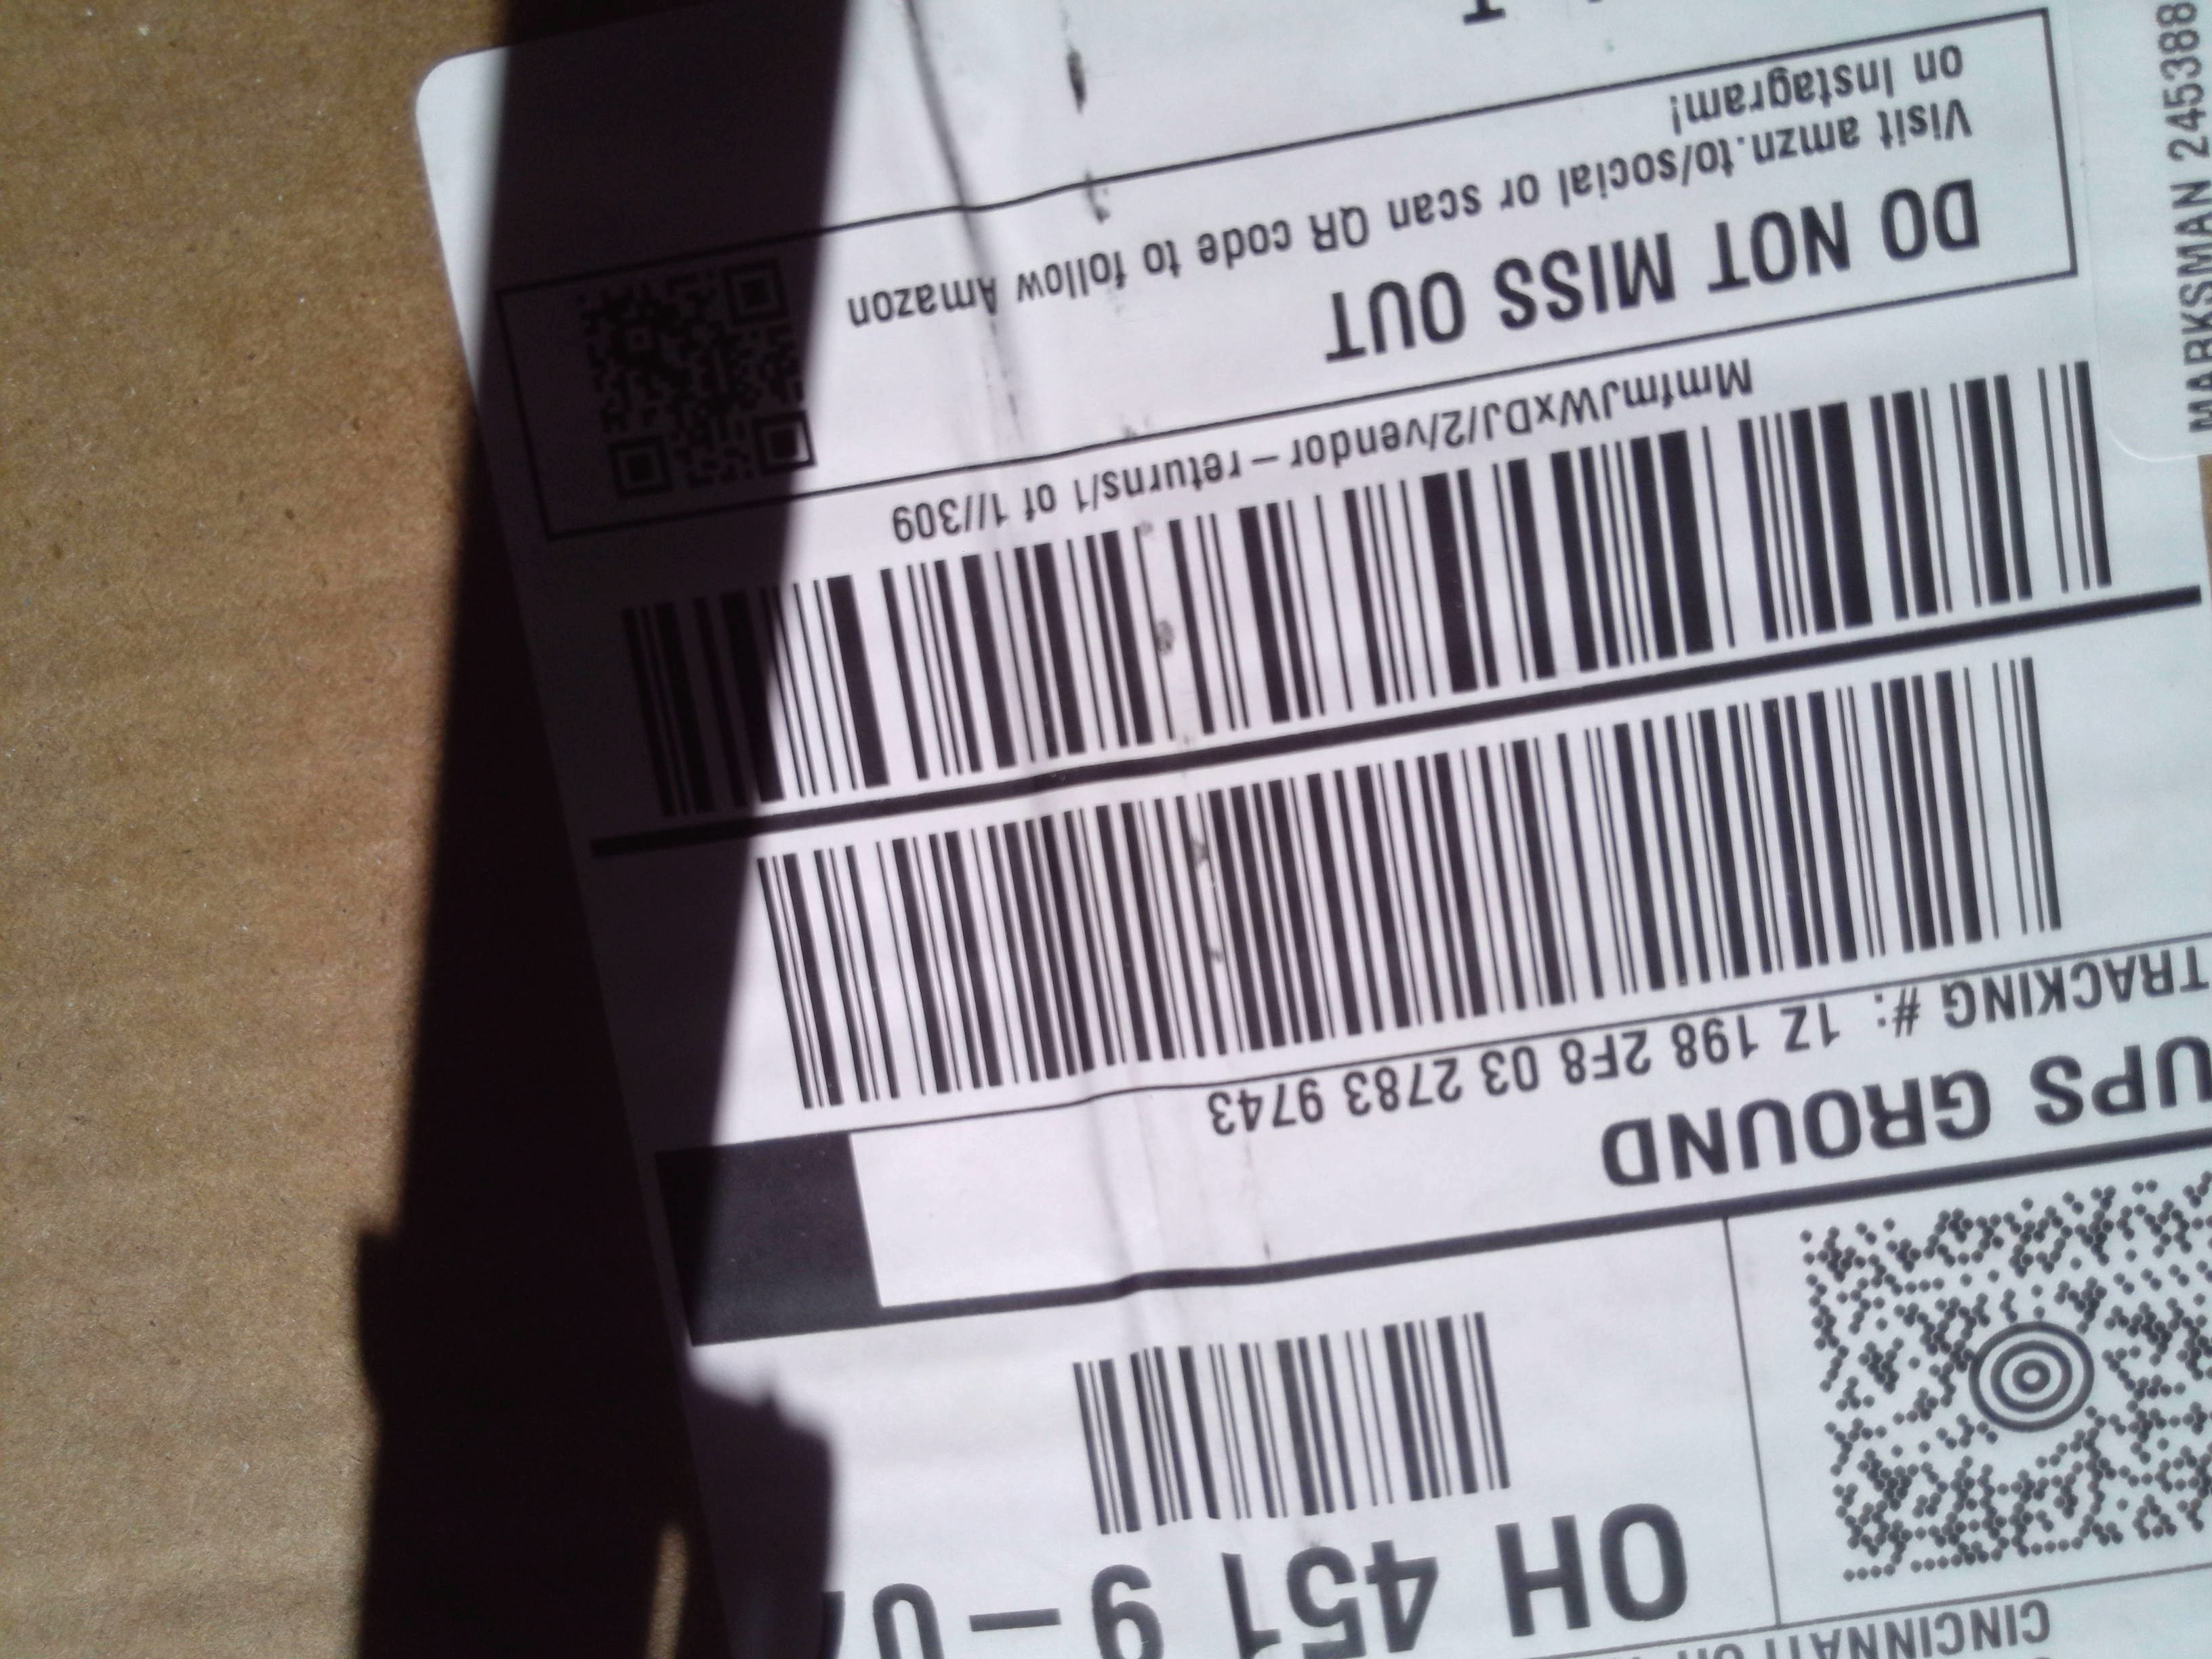 CINCINNATI OH
OH 451 9-0
UPS GROUND
TRACKING #: 1Z 198 2F8 03 2783 9743
MmfmJWxDJ/2/vendor-returns/1 of 1//309
DO NOT MISS OUT
Visit amzn.to/social or scan QR code to follow Amazon
on Instagram!
MARKSMAN 245388